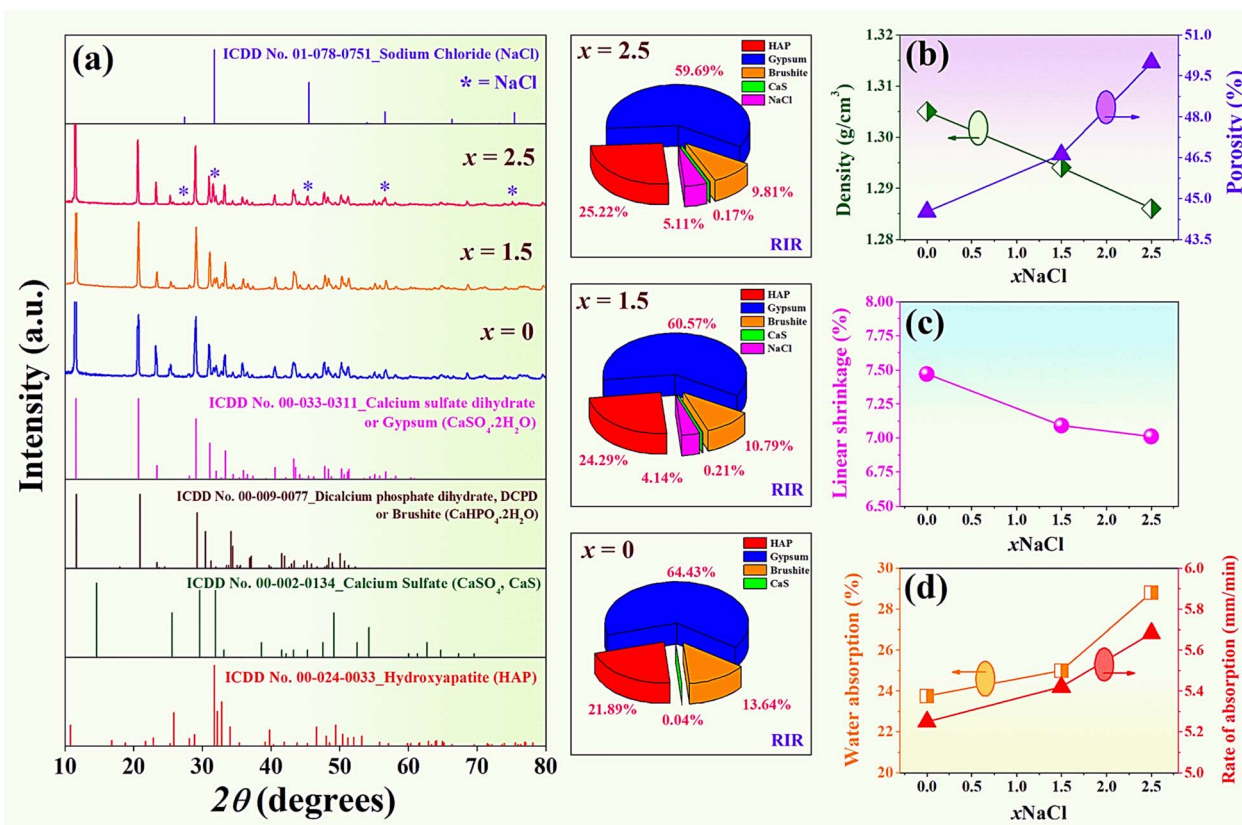 (a)
ICDD No. 01-078-0751_Sodium Chloride (NaCl)
* = NaCl
x = 2.5
*
*
*
*
*
x = 1.5
x = 0
ICDD No. 00-033-0311_Calcium sulfate dihydrate
or Gypsum (CaSO4.2H2O)
ICDD No. 00-009-0077_Dicalcium phosphate dihydrate, DCPD
or Brushite (CaHPO4.2H2O)
ICDD No. 00-002-0134_Calcium Sulfate (CaSO4, CaS)
ICDD No. 00-024-0033_Hydroxyapatite (HAP)
Intensity (a.u.)
10 20 30 40 50 60 70 80
2θ (degrees)
x = 2.5
HAP
Gypsum
Brushite
CaS
NaCl
59.69%
9.81%
0.17%
5.11%
25.22%
RIR
x = 1.5
HAP
Gypsum
Brushite
CaS
NaCl
60.57%
10.79%
0.21%
4.14%
24.29%
RIR
x = 0
HAP
Gypsum
Brushite
CaS
64.43%
13.64%
0.04%
21.89%
RIR
(b)
Density (g/cm3)
1.32
1.31
1.30
1.29
1.28
Porosity (%)
51.0
49.5
48.0
46.5
45.0
43.5
0.0 0.5 1.0 1.5 2.0 2.5
xNaCl
(c)
Linear shrinkage (%)
8.00
7.75
7.50
7.25
7.00
6.75
6.50
0.0 0.5 1.0 1.5 2.0 2.5
xNaCl
(d)
Water absorption (%)
30
28
26
24
22
20
Rate of absorption (mm/min)
6.0
5.8
5.6
5.4
5.2
5.0
0.0 0.5 1.0 1.5 2.0 2.5
xNaCl